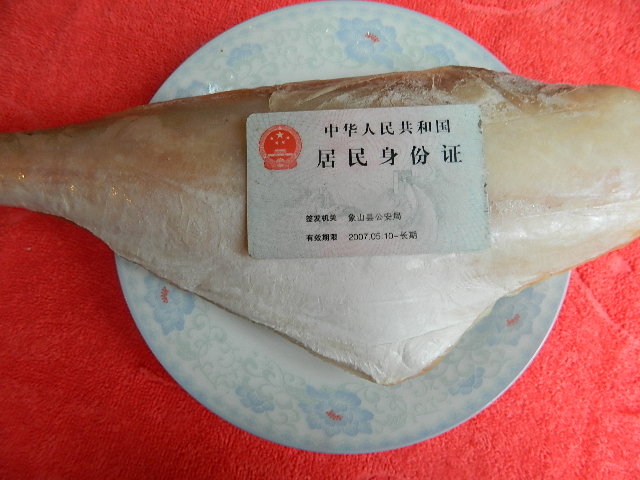 中华人民共和国
居民身份证
签发机关 象山县公安局
有效期限 2007.05.10-长期